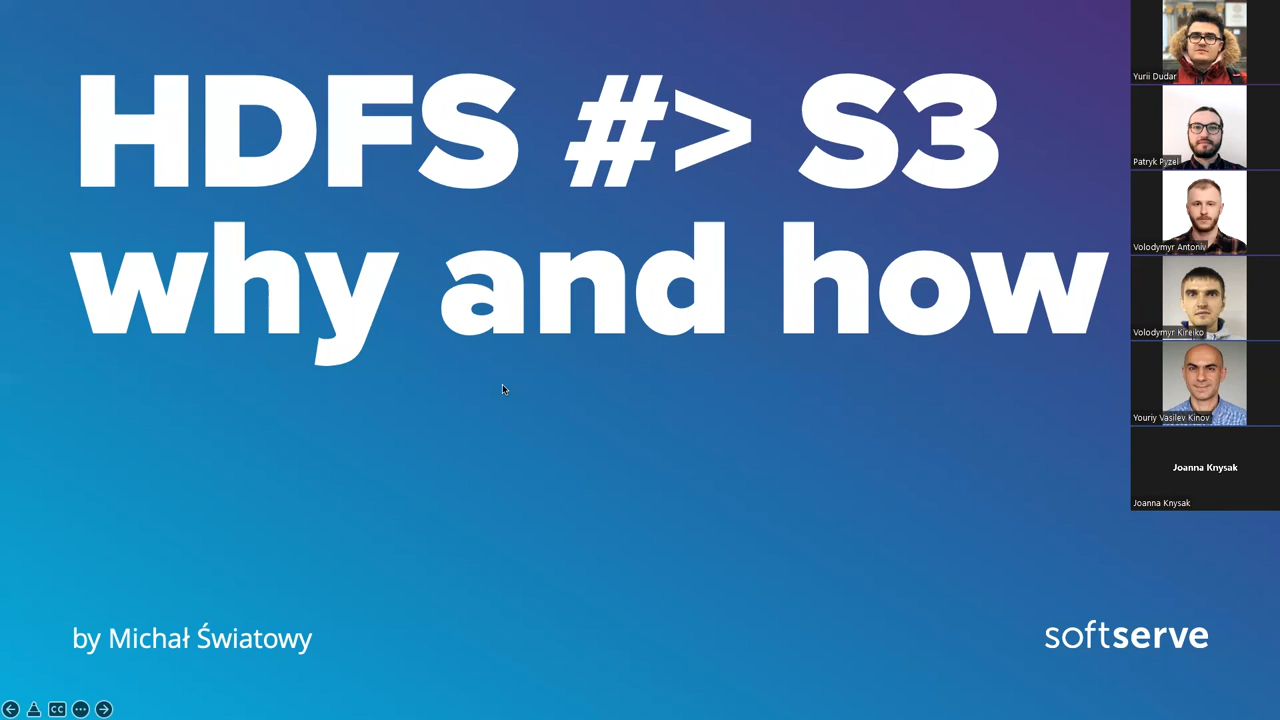 HDFS #> S3
why and how
by Michał Światowy
softserve
CC
Yurii Dudar
Patryk Pyzel
Volodymyr Antoniv
Volodymyr Kireiko
Youriy Vasilev Kinov
Joanna Knysak
Joanna Knysak